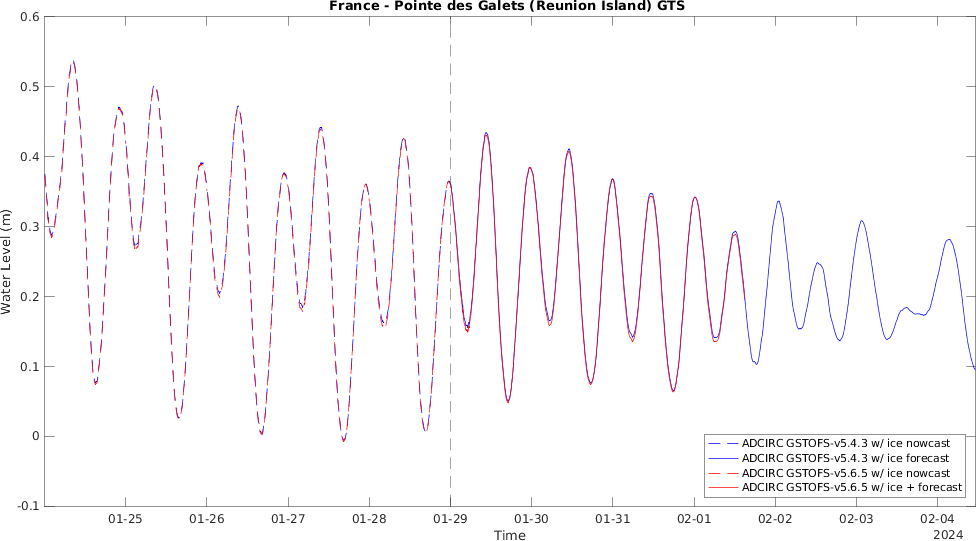 France - Pointe des Galets (Reunion Island) GTS
0.6
0.5
0.4
0.3
0.2
0.1
0
-0.1
Water Level (m)
01-25 01-26 01-27 01-28 01-29 01-30 01-31 02-01 02-02 02-03 02-04
Time
2024
ADCIRC GSTOFS-v5.4.3 w/ ice nowcast
ADCIRC GSTOFS-v5.4.3 w/ ice forecast
ADCIRC GSTOFS-v5.6.5 w/ ice nowcast
ADCIRC GSTOFS-v5.6.5 w/ ice + forecast